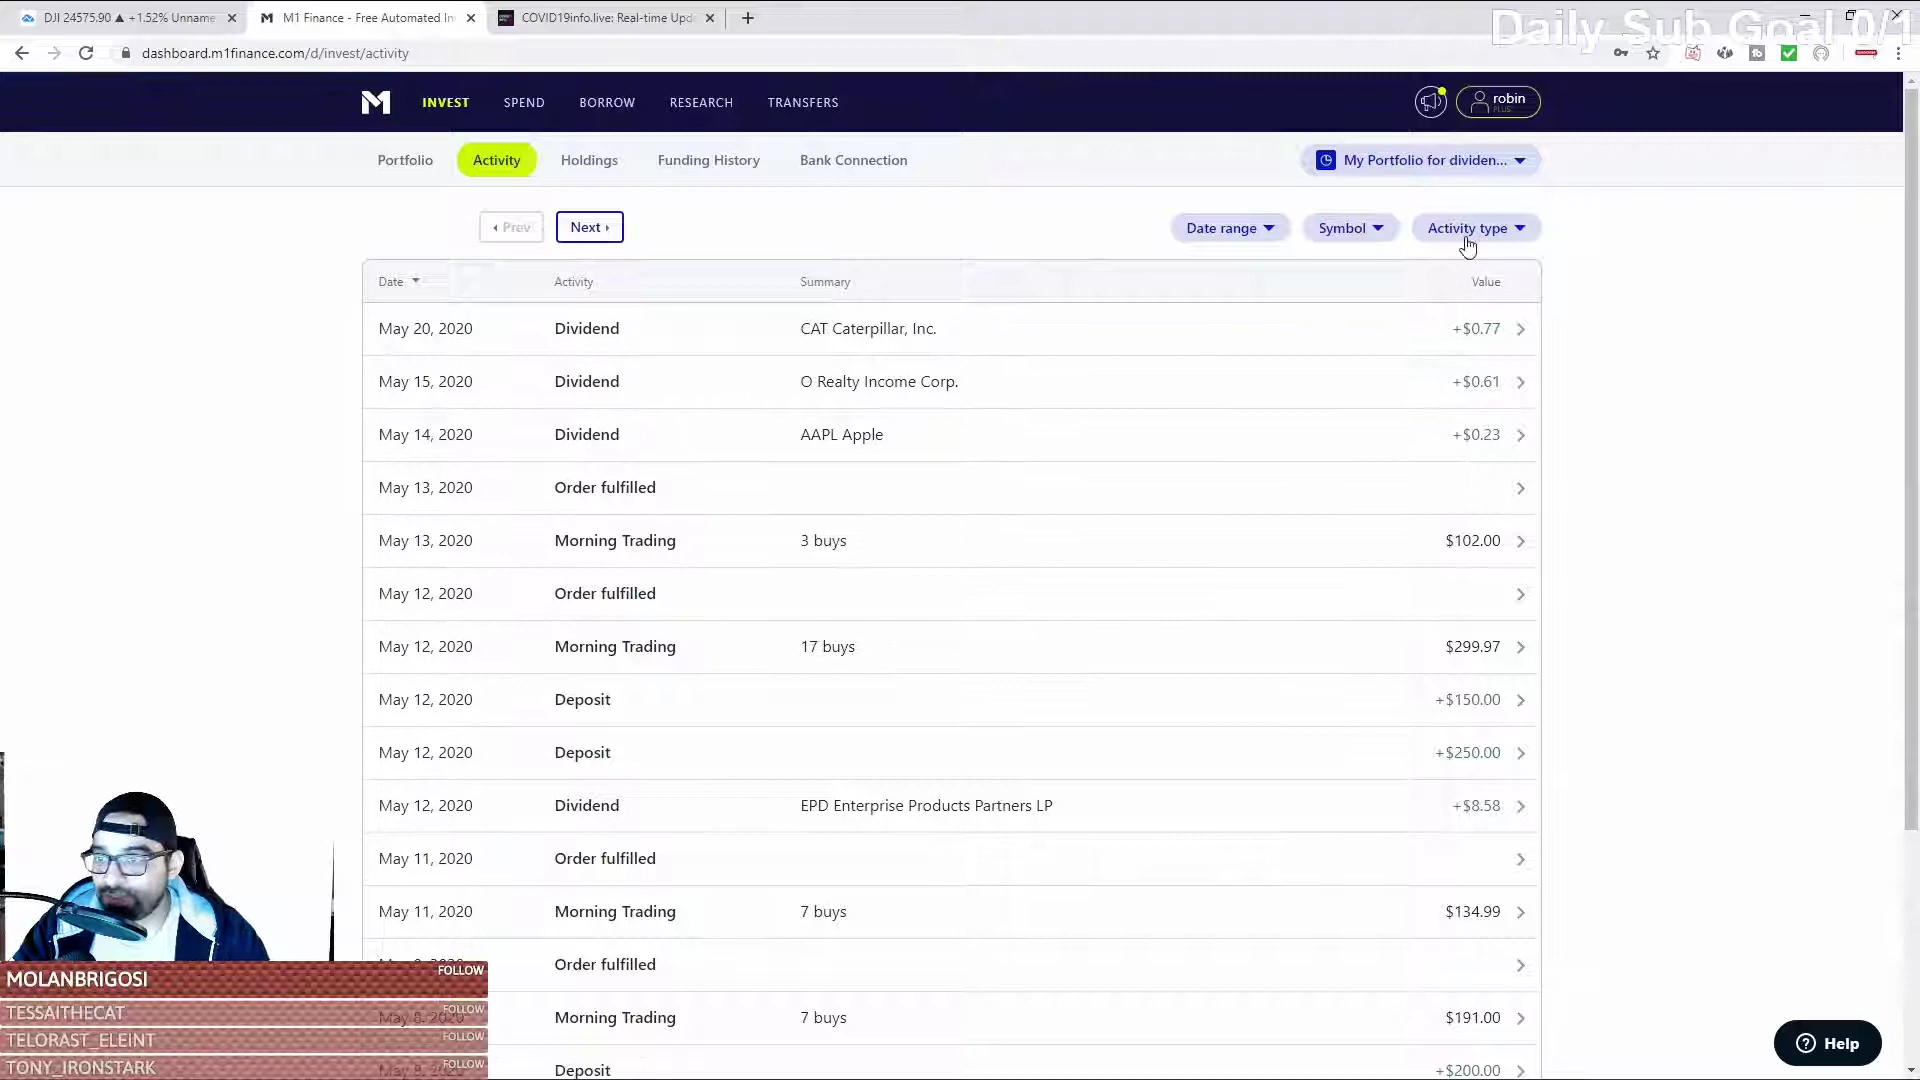 DJI 24575.90 ▲ +1.52% Unname
M1 Finance - Free Automated In
COVID19info.live: Real-time Upd
Daily Sub Goal 0/1
dashboard.m1finance.com/d/invest/activity
INVEST SPEND BORROW RESEARCH TRANSFERS
robin
PLUS
Portfolio Activity Holdings Funding History Bank Connection
My Portfolio for dividen...
Prev Next
Date range Symbol Activity type
Date Activity Summary Value
May 20, 2020 Dividend CAT Caterpillar, Inc. +$0.77
May 15, 2020 Dividend O Realty Income Corp. +$0.61
May 14, 2020 Dividend AAPL Apple +$0.23
May 13, 2020 Order fulfilled
May 13, 2020 Morning Trading 3 buys $102.00
May 12, 2020 Order fulfilled
May 12, 2020 Morning Trading 17 buys $299.97
May 12, 2020 Deposit +$150.00
May 12, 2020 Deposit +$250.00
May 12, 2020 Dividend EPD Enterprise Products Partners LP +$8.58
May 11, 2020 Order fulfilled
May 11, 2020 Morning Trading 7 buys $134.99
Order fulfilled
May 8, 2020 Morning Trading 7 buys $191.00
Deposit +$200.00
MOLANBRIGOSI FOLLOW
TESSAITHECAT FOLLOW
TELORAST_ELEINT FOLLOW
TONY_IRONSTARK FOLLOW
Help